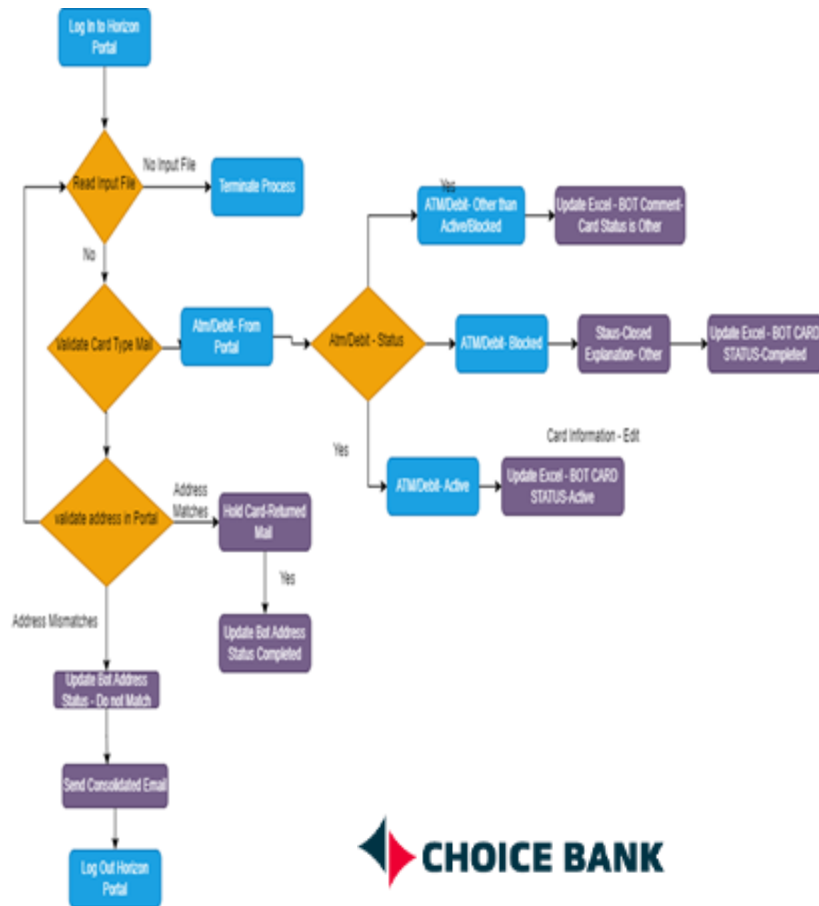 Log In to Horizon
Portal
Read Input File
No Input File
Terminate Process
Yes
ATM/Debit- Other than
Active/Blocked
Update Excel - BOT Comment-
Card Status is Other
No
Validate Card Type Mail
Atm/Debit- From
Portal
Atm/Debit - Status
ATM/Debit- Blocked
Staus-Closed
Explanation- Other
Update Excel - BOT CARD
STATUS-Completed
Yes
Card Information - Edit
ATM/Debit- Active
Update Excel - BOT CARD
STATUS-Active
validate address in Portal
Address
Matches
Hold Card-Returned
Mail
Yes
Update Bot Address
Status Completed
Address Mismatches
Update Bot Address
Status - Do not Match
Send Consolidated Email
Log Out Horizon
Portal
CHOICE BANK